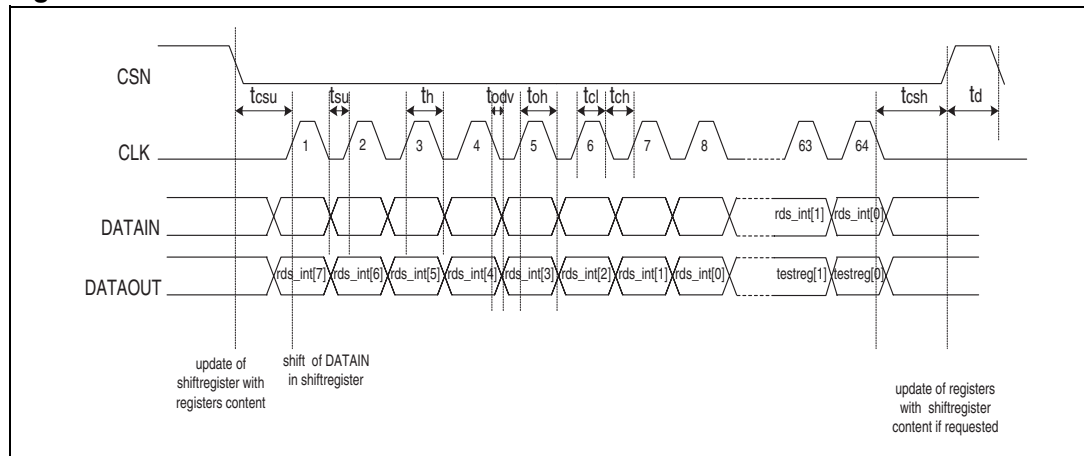 CSN
tcsu
tsu
th
todv
toh
tcl
tch
tcsh
td
CLK
1
2
3
4
5
6
7
8
63
64
DATAIN
rds_int[1]
rds_int[0]
DATAOUT
rds_int[7]
rds_int[6]
rds_int[5]
rds_int[4]
rds_int[3]
rds_int[2]
rds_int[1]
rds_int[0]
testreg[1]
testreg[0]
update of
shiftregister with
registers content
shift of DATAIN
in shiftregister
update of registers
with shiftregister
content if requested